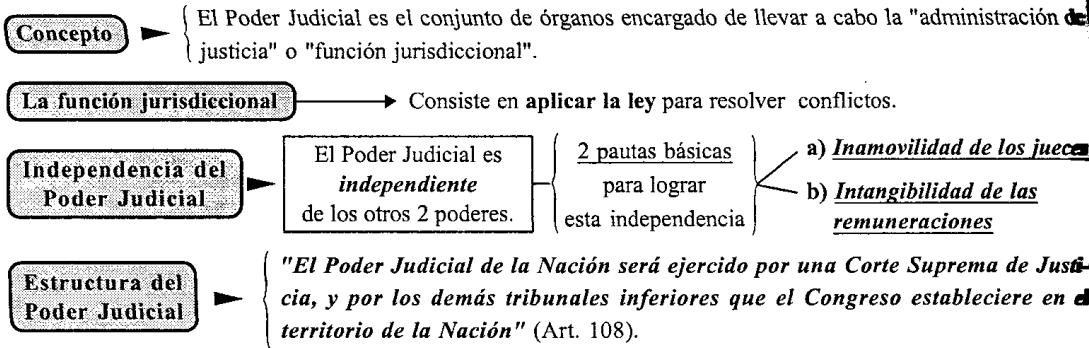 Concepto
El Poder Judicial es el conjunto de órganos encargado de llevar a cabo la "administración de
justicia" o "función jurisdiccional".
La función jurisdiccional
Consiste en aplicar la ley para resolver conflictos.
Independencia del
Poder Judicial
El Poder Judicial es
independiente
de los otros 2 poderes.
2 pautas básicas
para lograr
esta independencia
a) Inamovilidad de los jueces
b) Intangibilidad de las
remuneraciones
Estructura del
Poder Judicial
"El Poder Judicial de la Nación será ejercido por una Corte Suprema de Justi-
cia, y por los demás tribunales inferiores que el Congreso estableciere en el
territorio de la Nación" (Art. 108).